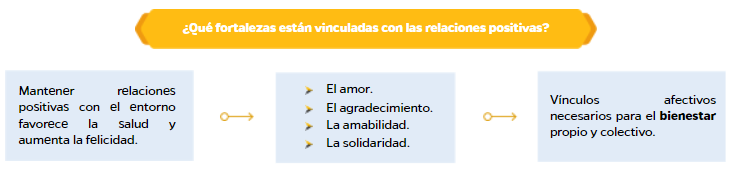 ¿Qué fortalezas están vinculadas con las relaciones positivas?
Mantener relaciones
positivas con el entorno
favorece la salud y
aumenta la felicidad.
El amor.
El agradecimiento.
La amabilidad.
La solidaridad.
Vínculos afectivos
necesarios para el bienestar
propio y colectivo.